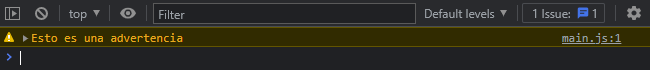 top Filter Default levels 1 Issue: 1
Esto es una advertencia main.js:1